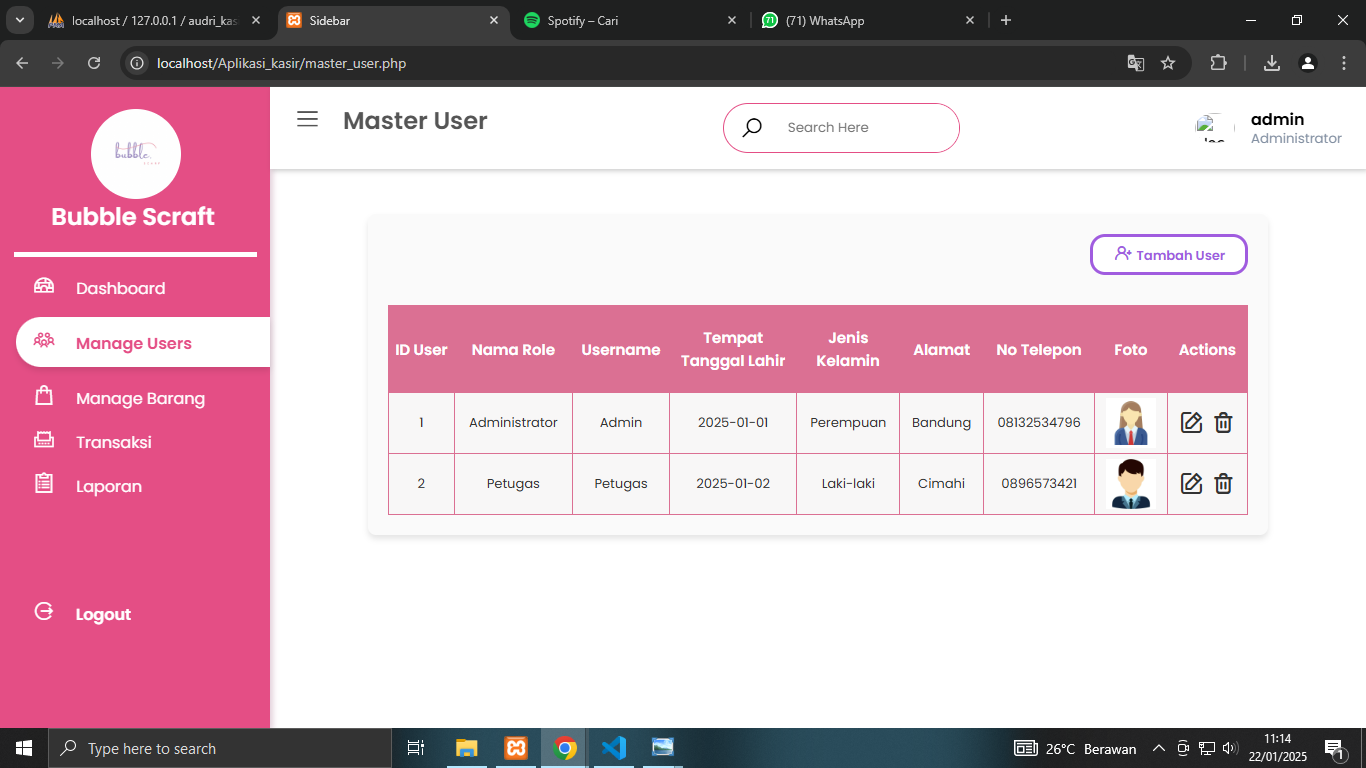 localhost / 127.0.0.1 / audri_kas
Sidebar
Spotify – Cari
(71) WhatsApp
localhost/Aplikasi_kasir/master_user.php
bubble
Bubble Scraft
Dashboard
Manage Users
Manage Barang
Transaksi
Laporan
Logout
Master User
Search Here
admin
Administrator
Tambah User
ID User Nama Role Username Tempat Tanggal Lahir Jenis Kelamin Alamat No Telepon Foto Actions
1 Administrator Admin 2025-01-01 Perempuan Bandung 08132534796
2 Petugas Petugas 2025-01-02 Laki-laki Cimahi 0896573421
Type here to search
26°C Berawan
11:14
22/01/2025
1